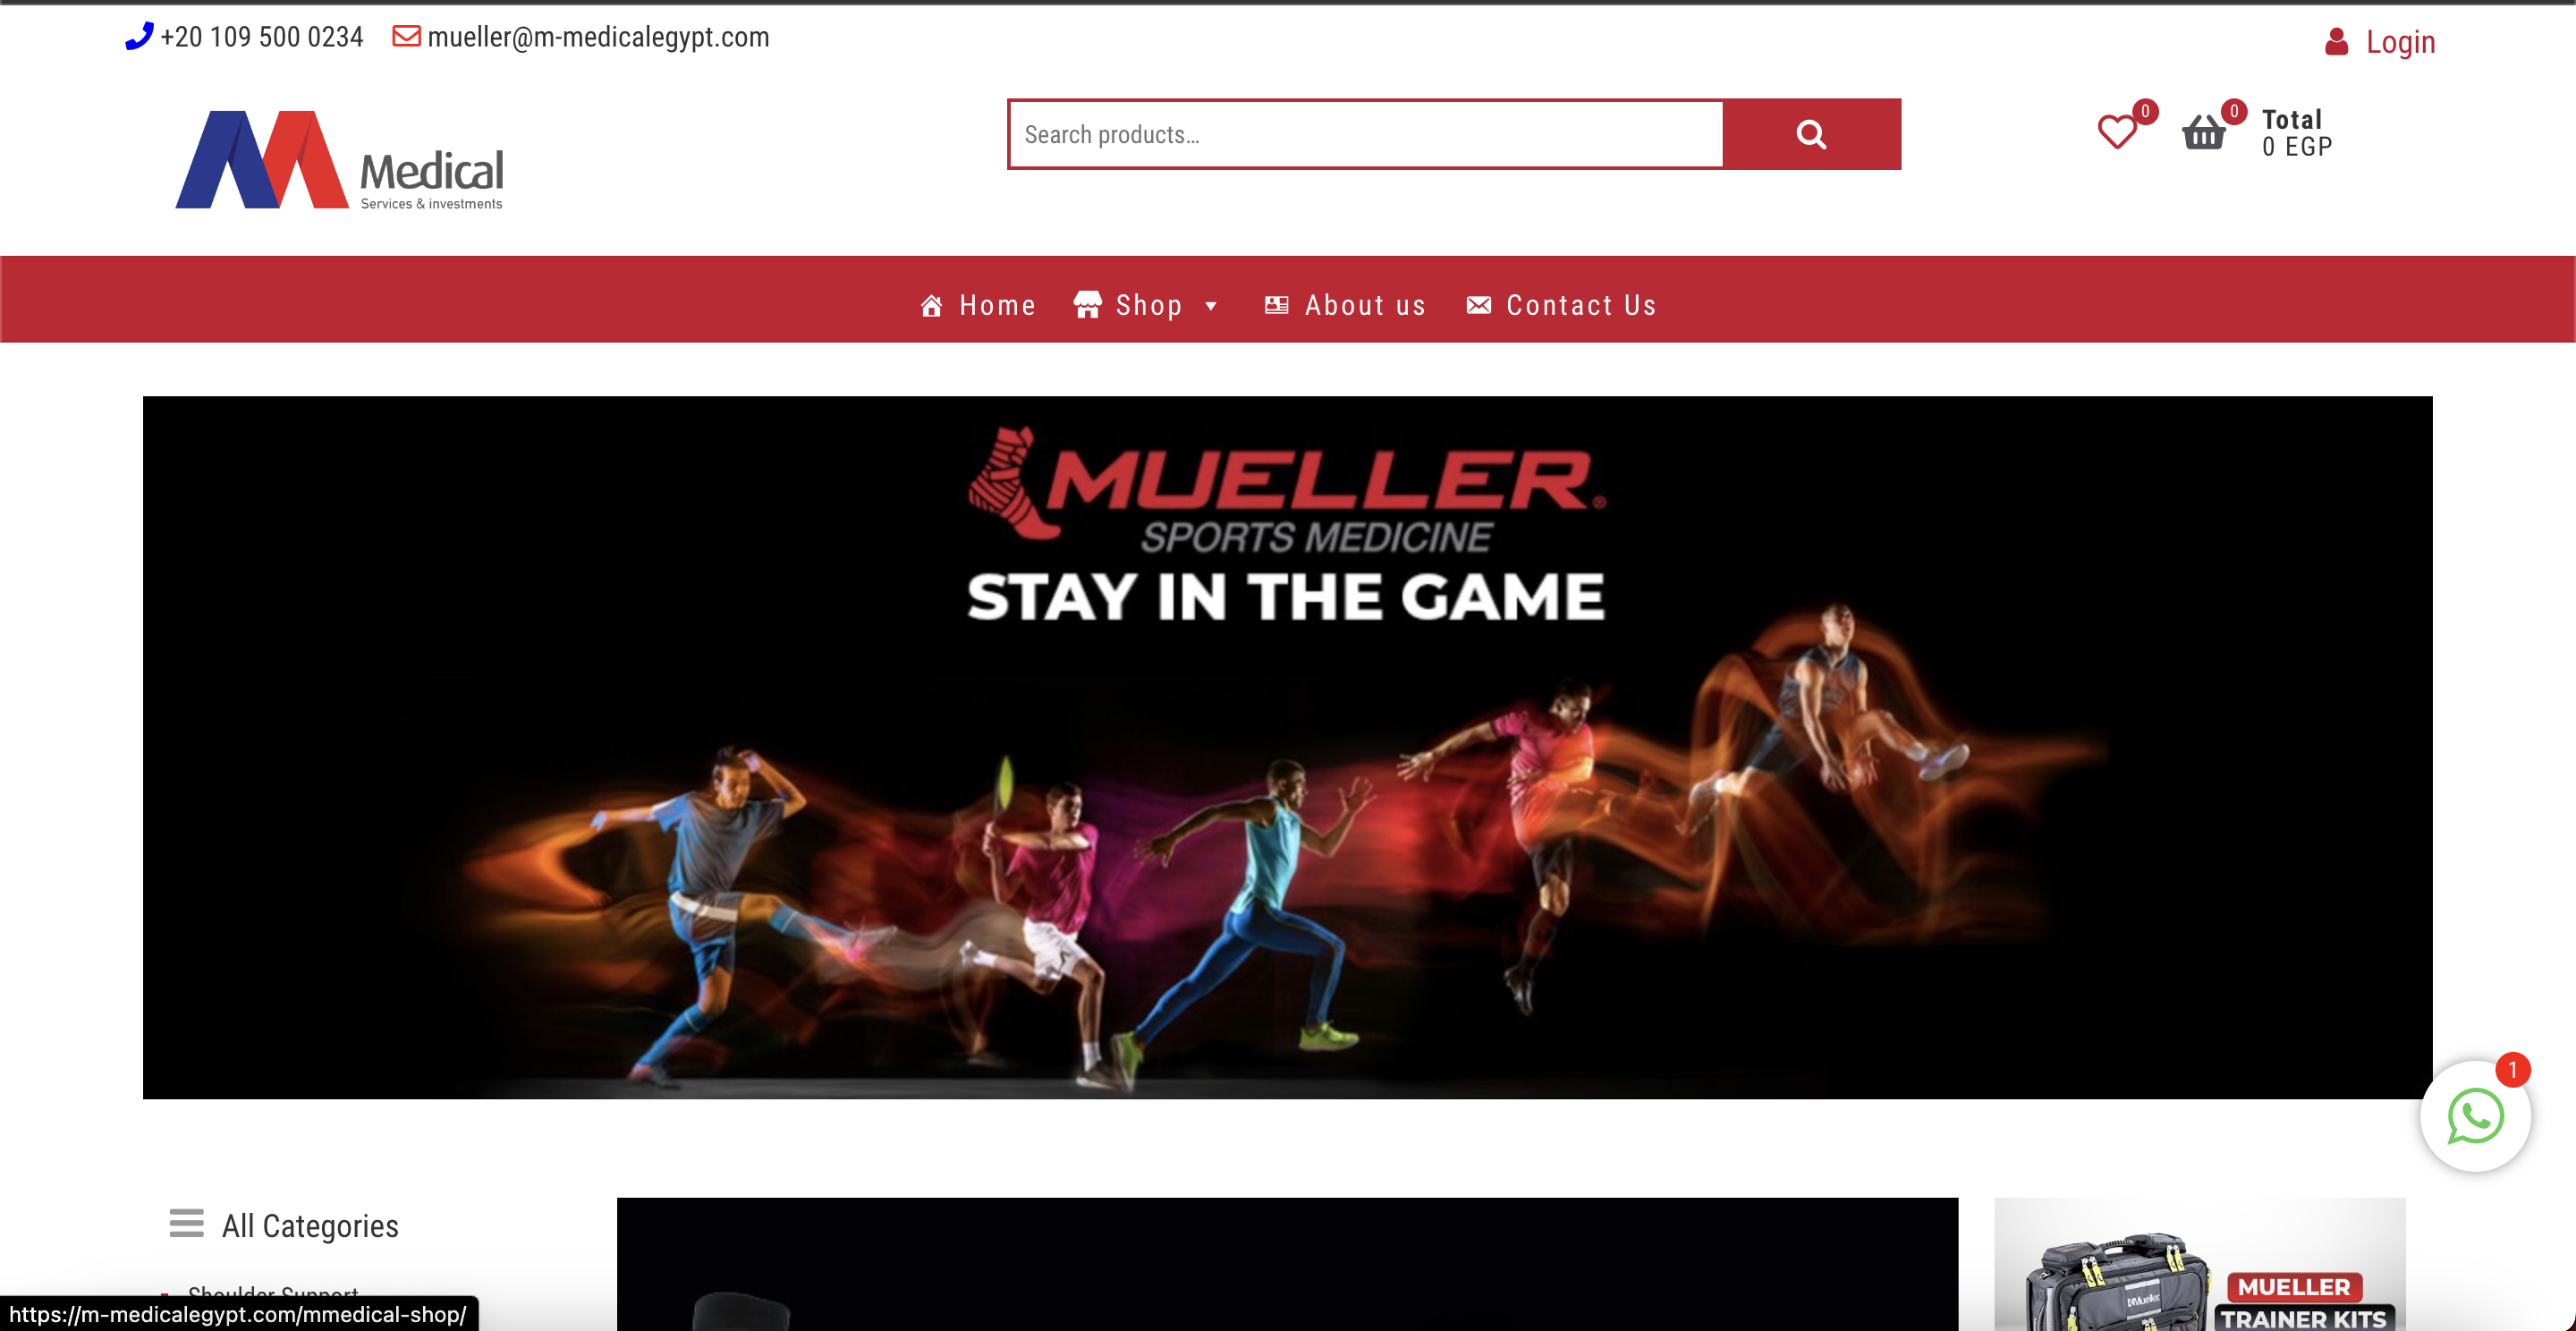 +20 109 500 0234 mueller@m-medicalegypt.com
Login
Medical
Services & investments
Search products...
0
0
Total
0 EGP
Home Shop About us Contact Us
MUELLER®
SPORTS MEDICINE
STAY IN THE GAME
1
All Categories
Shoulder Support
Mueller
MUELLER
TRAINER KITS
https://m-medicalegypt.com/mmedical-shop/